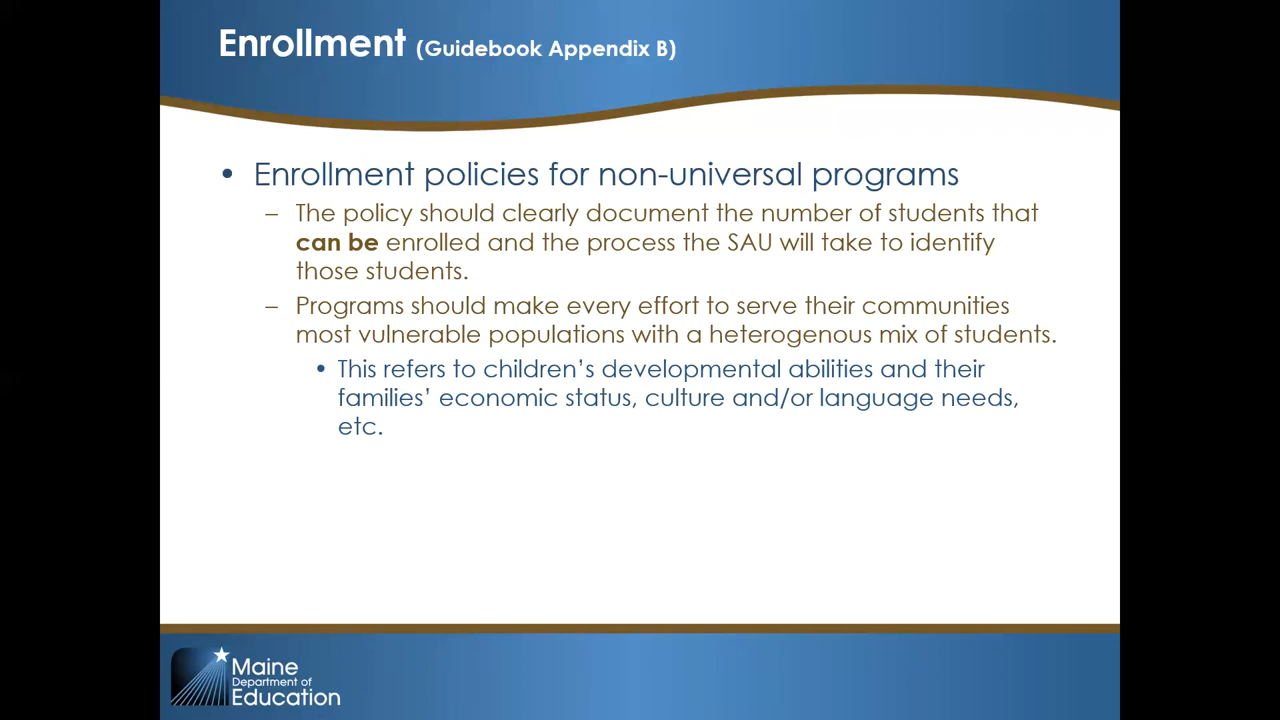 Enrollment (Guidebook Appendix B)
• Enrollment policies for non-universal programs
– The policy should clearly document the number of students that
can be enrolled and the process the SAU will take to identify
those students.
– Programs should make every effort to serve their communities
most vulnerable populations with a heterogenous mix of students.
• This refers to children’s developmental abilities and their
families’ economic status, culture and/or language needs,
etc.
Maine
Department of
Education